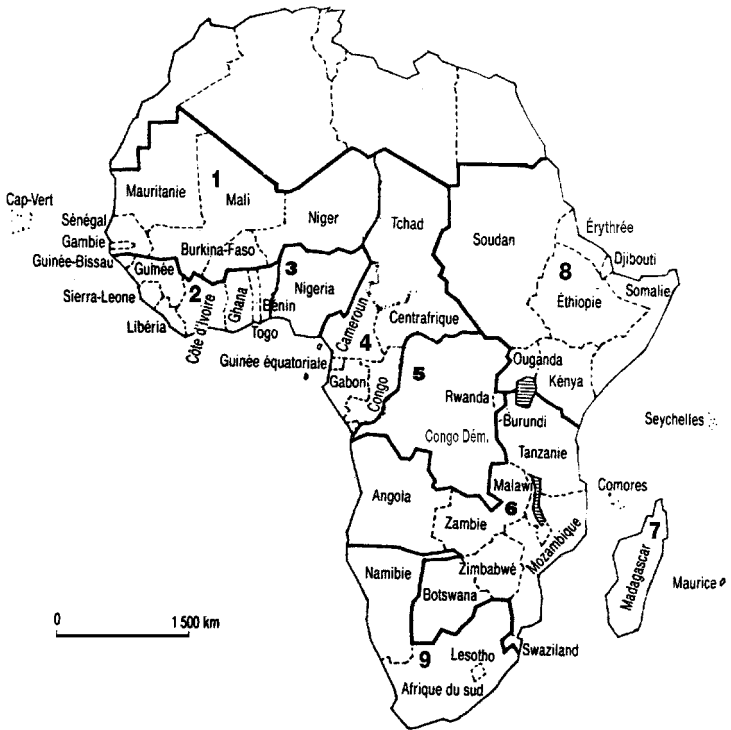 Mauritanie
1
Mali
Cap-Vert
Niger
Tchad
Sénégal
Gambie
Guinée-Bissau
Burkina-Faso
Soudan
Érythrée
Djibouti
Guinée
2
3
Nigeria
8
Éthiopie
Somalie
Sierra-Leone
Libéria
Côte d'Ivoire
Ghana
Togo
Bénin
Cameroun
4
Centrafrique
Guinée équatoriale
Gabon
Congo
5
Ouganda
Kénya
Rwanda
Burundi
Congo Dém.
Tanzanie
Seychelles
Angola
Malawi
6
Zambie
Comores
Mozambique
7
Madagascar
Maurice
Namibie
Zimbabwé
Botswana
0 1 500 km
9
Lesotho
Swaziland
Afrique du sud